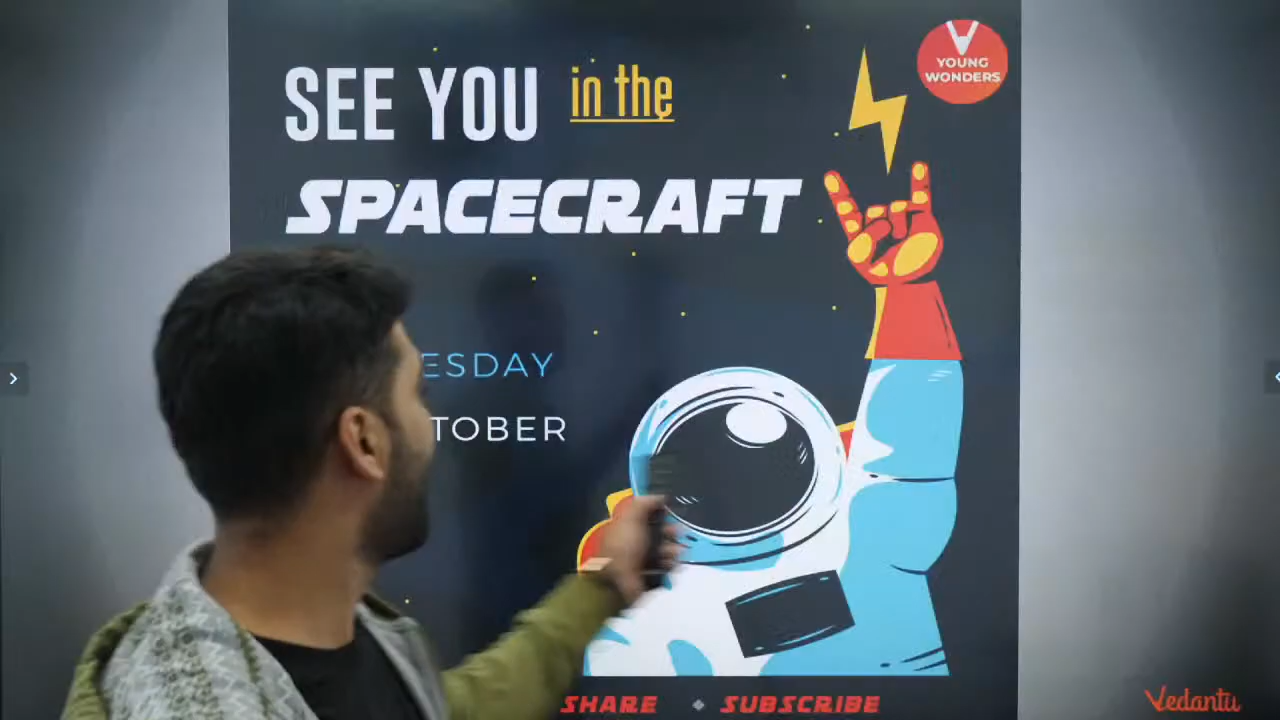 SEE YOU in the
SPACECRAFT
YOUNG
WONDERS
ESDAY
TOBER
SHARE ◆ SUBSCRIBE
Vedantu